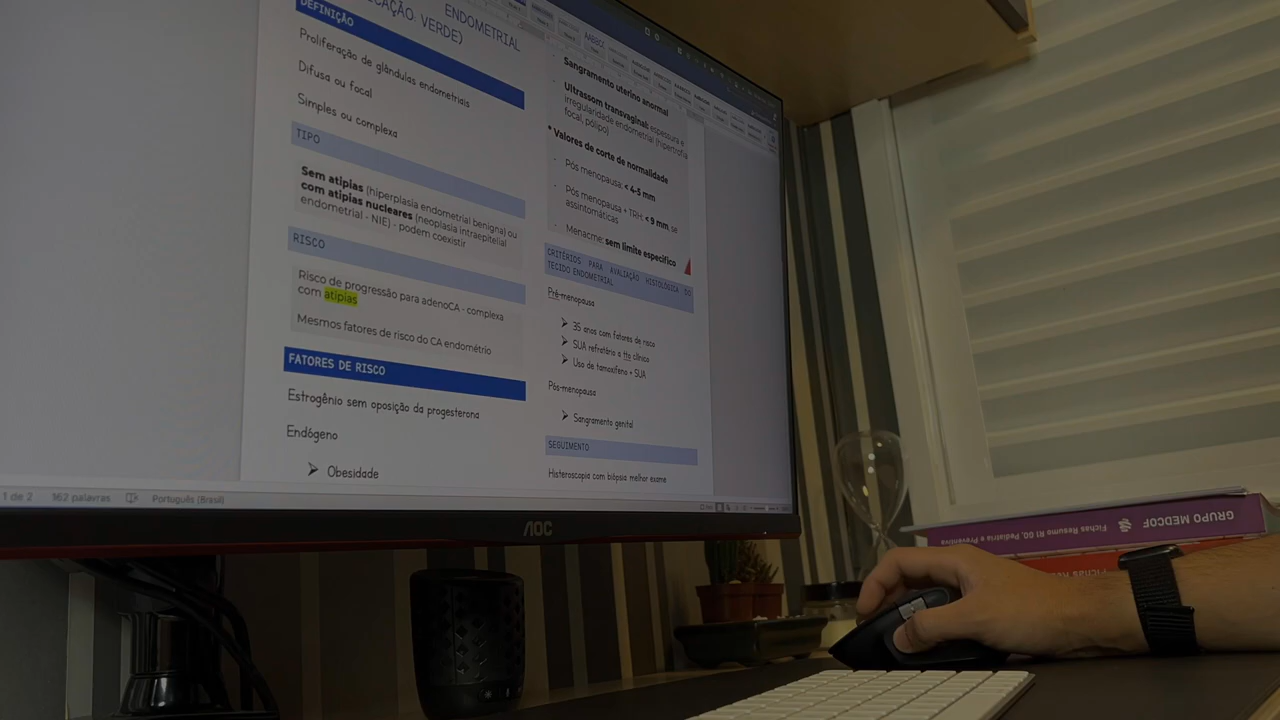 ENDOMETRIAL
CAÇÃO: VERDE)
DEFINIÇÃO
Proliferação de glândulas endometriais
Difusa ou focal
Simples ou complexa
TIPO
Sem atipias (hiperplasia endometrial benigna) ou
com atipias nucleares (neoplasia intraepitelial
endometrial - NIE) - podem coexistir
RISCO
Risco de progressão para adenoCA - complexa
com atipias
Mesmos fatores de risco do CA endométrio
FATORES DE RISCO
Estrogênio sem oposição da progesterona
Endógeno
➤ Obesidade
Sangramento uterino anormal
Ultrassom transvaginal: espessura e
irregularidade endometrial (hipertrofia
focal, pólipo)
* Valores de corte de normalidade
- Pós menopausa: < 4-5 mm
- Pós menopausa + TRH: < 9 mm, se
assintomáticas
- Menacme: sem limite específico
CRITÉRIOS PARA AVALIAÇÃO HISTOLÓGICA DO
TECIDO ENDOMETRIAL
Pré-menopausa
➤ 35 anos com fatores de risco
➤ SUA refratário a tto clínico
➤ Uso de tamoxifeno + SUA
Pós-menopausa
➤ Sangramento genital
SEGUIMENTO
Histeroscopia com biópsia melhor exame
1 de 2 162 palavras Português (Brasil)
AOC
GRUPO MEDCOF Fichas Resumo R1 GO, Pediatria e Preventiva
Fichas Res